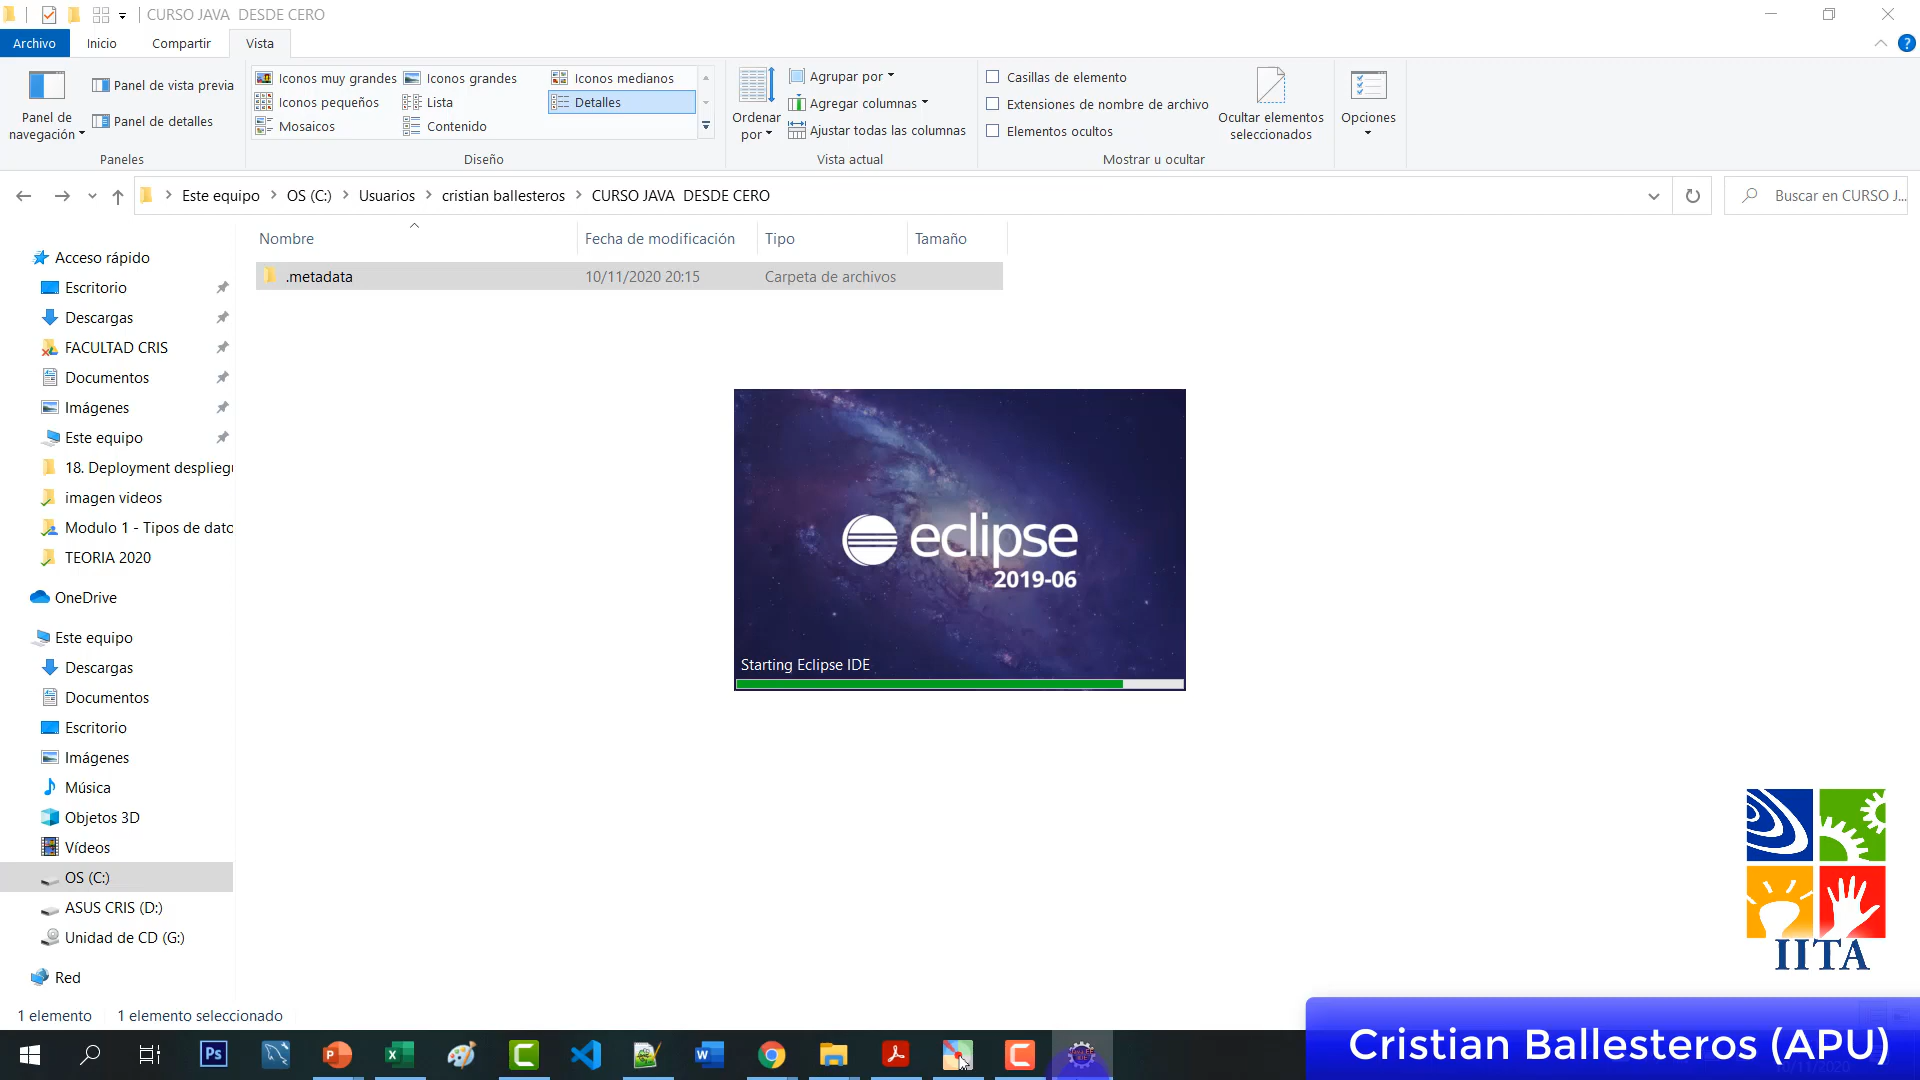 CURSO JAVA  DESDE CERO
Archivo
Inicio
Compartir
Vista
Panel de navegación
Panel de vista previa
Panel de detalles
Paneles
Iconos muy grandes
Iconos grandes
Iconos medianos
Iconos pequeños
Lista
Detalles
Mosaicos
Contenido
Diseño
Ordenar por
Agrupar por
Agregar columnas
Ajustar todas las columnas
Vista actual
Casillas de elemento
Extensiones de nombre de archivo
Elementos ocultos
Ocultar elementos seleccionados
Mostrar u ocultar
Opciones
Este equipo > OS (C:) > Usuarios > cristian ballesteros > CURSO JAVA  DESDE CERO
Buscar en CURSO J...
Nombre
Fecha de modificación
Tipo
Tamaño
.metadata
10/11/2020 20:15
Carpeta de archivos
Acceso rápido
Escritorio
Descargas
FACULTAD CRIS
Documentos
Imágenes
Este equipo
18. Deployment despliegu
imagen videos
Modulo 1 - Tipos de dato
TEORIA 2020
OneDrive
Este equipo
Descargas
Documentos
Escritorio
Imágenes
Música
Objetos 3D
Vídeos
OS (C:)
ASUS CRIS (D:)
Unidad de CD (G:)
Red
eclipse
2019-06
Starting Eclipse IDE
IITA
1 elemento
1 elemento seleccionado
Cristian Ballesteros (APU)
Ps